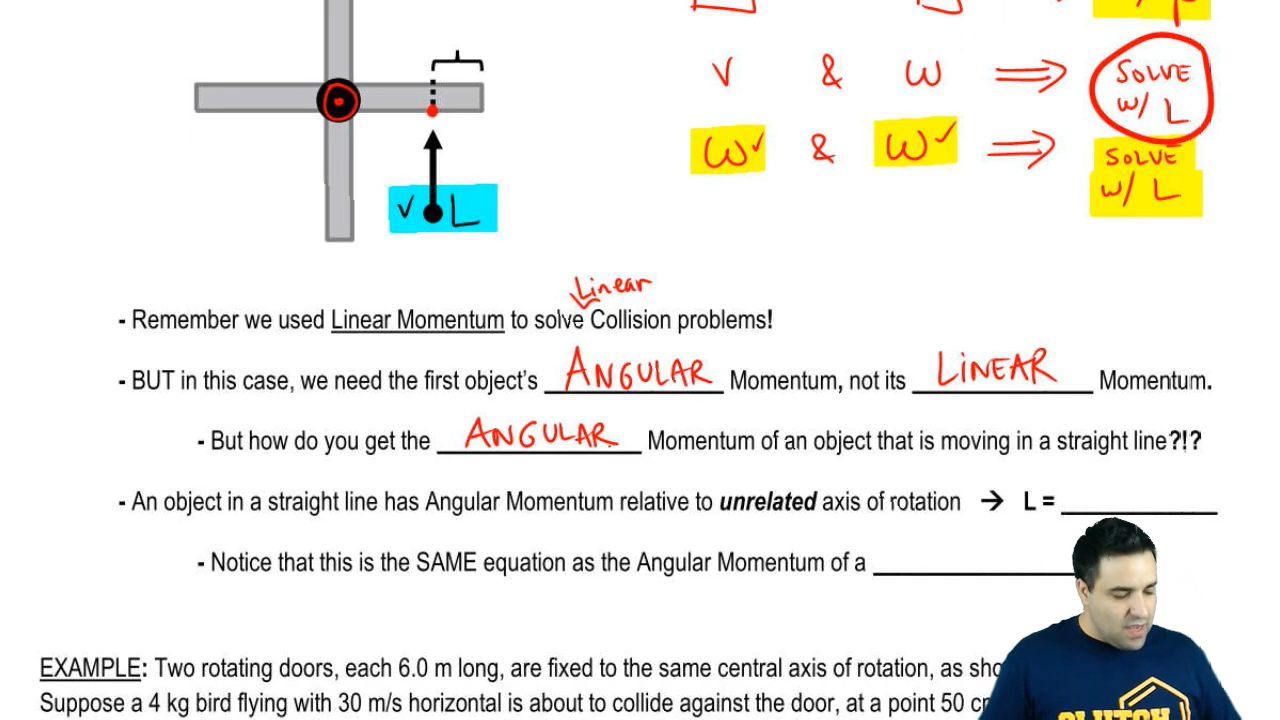 v & ω ⇒ SOLVE w/ L
ω✓ & ω✓ ⇒ SOLVE w/ L
v L
Linear
- Remember we used Linear Momentum to solve Collision problems!
- BUT in this case, we need the first object's ANGULAR Momentum, not its LINEAR Momentum.
- But how do you get the ANGULAR Momentum of an object that is moving in a straight line?!?
- An object in a straight line has Angular Momentum relative to unrelated axis of rotation → L = ____________
- Notice that this is the SAME equation as the Angular Momentum of a ________________
EXAMPLE: Two rotating doors, each 6.0 m long, are fixed to the same central axis of rotation, as
Suppose a 4 kg bird flying with 30 m/s horizontal is about to collide against the door, at a point 50
CLUTCH